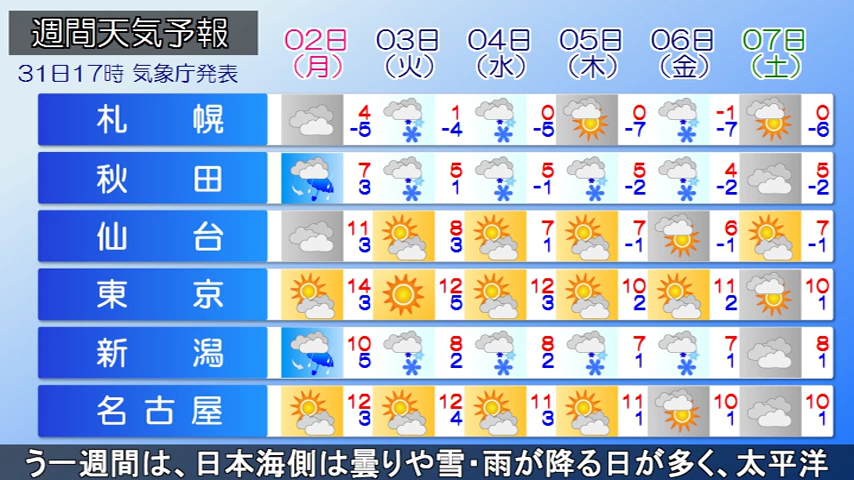 週間天気予報
31日17時 気象庁発表
02日 03日 04日 05日 06日 07日
(月) (火) (水) (木) (金) (土)
札幌 4 -5 1 -4 0 -5 0 -7 -1 -7 0 -6
秋田 7 3 5 1 5 -1 5 -2 4 -2 5 -2
仙台 11 3 8 3 7 1 7 -1 6 -1 7 -1
東京 14 3 12 5 12 3 10 2 11 2 10 1
新潟 10 5 8 2 8 2 7 1 7 1 8 1
名古屋 12 3 12 4 11 3 11 1 10 1 10 1
う一週間は、日本海側は曇りや雪・雨が降る日が多く、太平洋